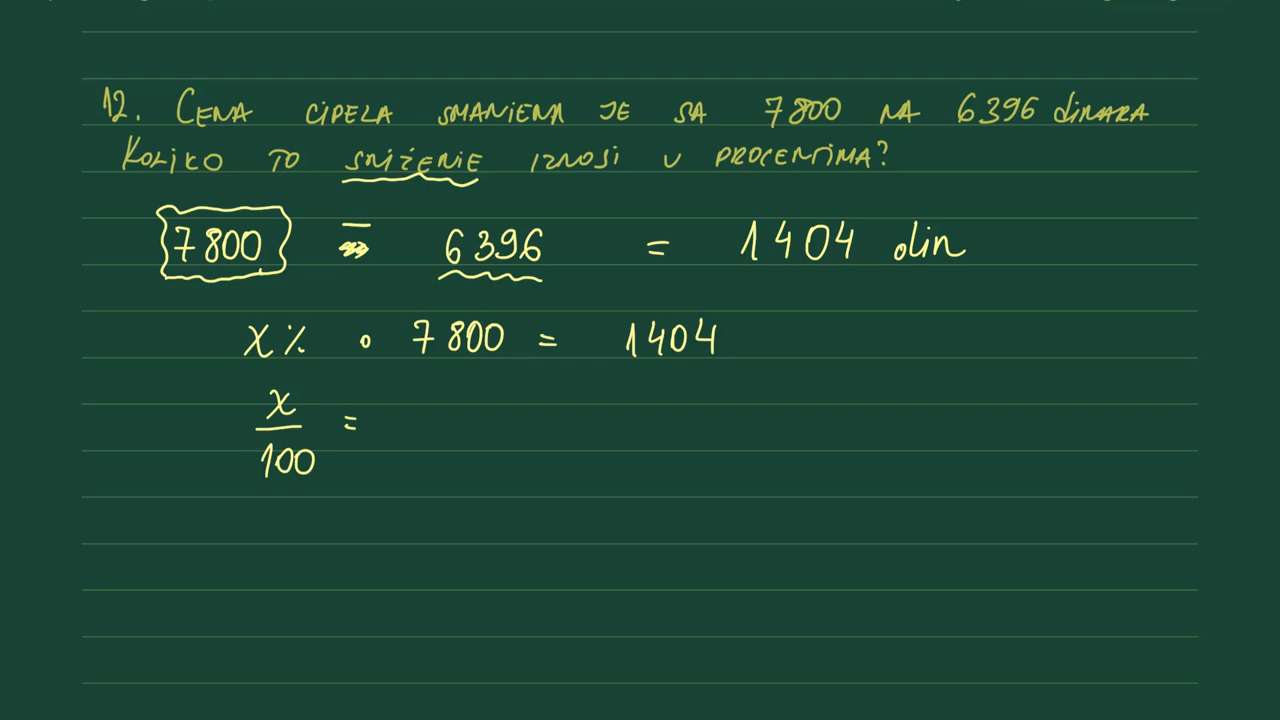 12. CENA CIPELA SMANJENA JE SA 7800 NA 6396 DINARA
KOLIKO TO SNIŽENJE IZNOSI U PROCENTIMA?
7800 - 6396 = 1404 din
x% · 7800 = 1404
x/100 =